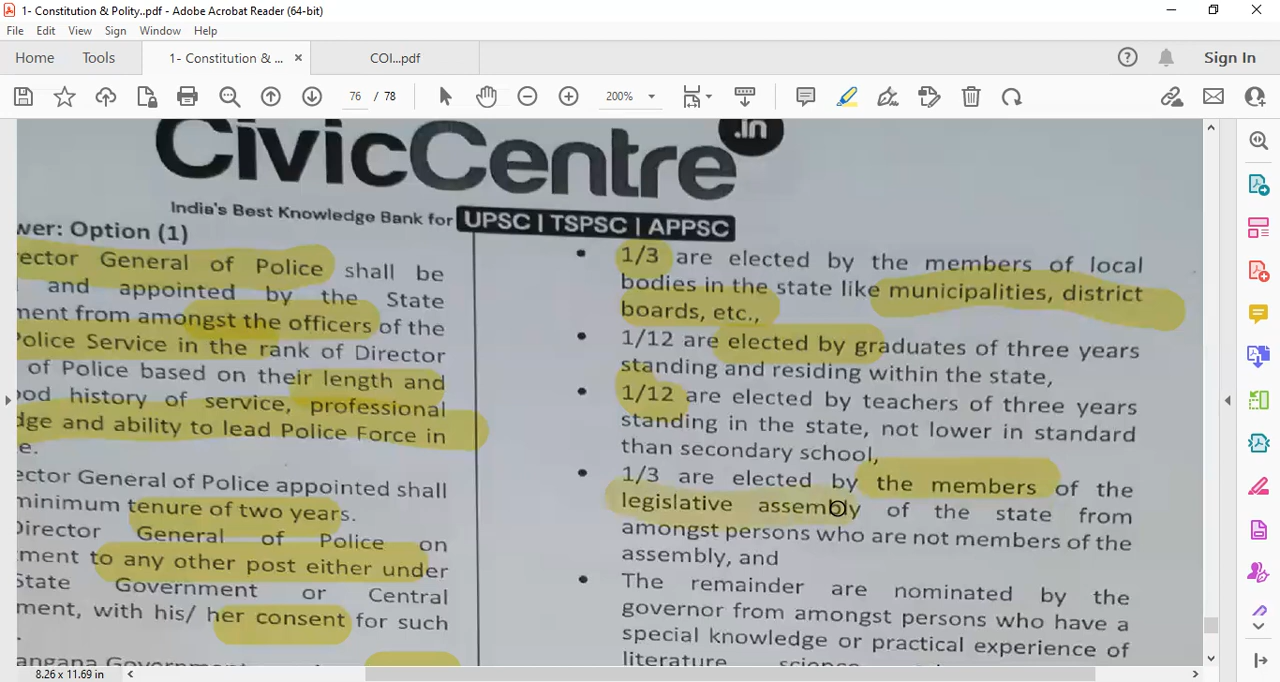 1- Constitution & Polity..pdf - Adobe Acrobat Reader (64-bit)
File Edit View Sign Window Help
Home Tools 1- Constitution & ... × COI...pdf Sign In
76 / 78 200%
CivicCentre .in
India's Best Knowledge Bank for UPSC | TSPSC | APPSC
wer: Option (1)
ector General of Police shall be
and appointed by the State
ment from amongst the officers of the
Police Service in the rank of Director
of Police based on their length and
ood history of service, professional
dge and ability to lead Police Force in
e.
ector General of Police appointed shall
minimum tenure of two years.
Director General of Police on
ment to any other post either under
State Government or Central
ment, with his/ her consent for such
.
angana Government
• 1/3 are elected by the members of local
bodies in the state like municipalities, district
boards, etc.,
• 1/12 are elected by graduates of three years
standing and residing within the state,
• 1/12 are elected by teachers of three years
standing in the state, not lower in standard
than secondary school,
• 1/3 are elected by the members of the
legislative assembly of the state from
amongst persons who are not members of the
assembly, and
• The remainder are nominated by the
governor from amongst persons who have a
special knowledge or practical experience of
literature, science
8.26 x 11.69 in